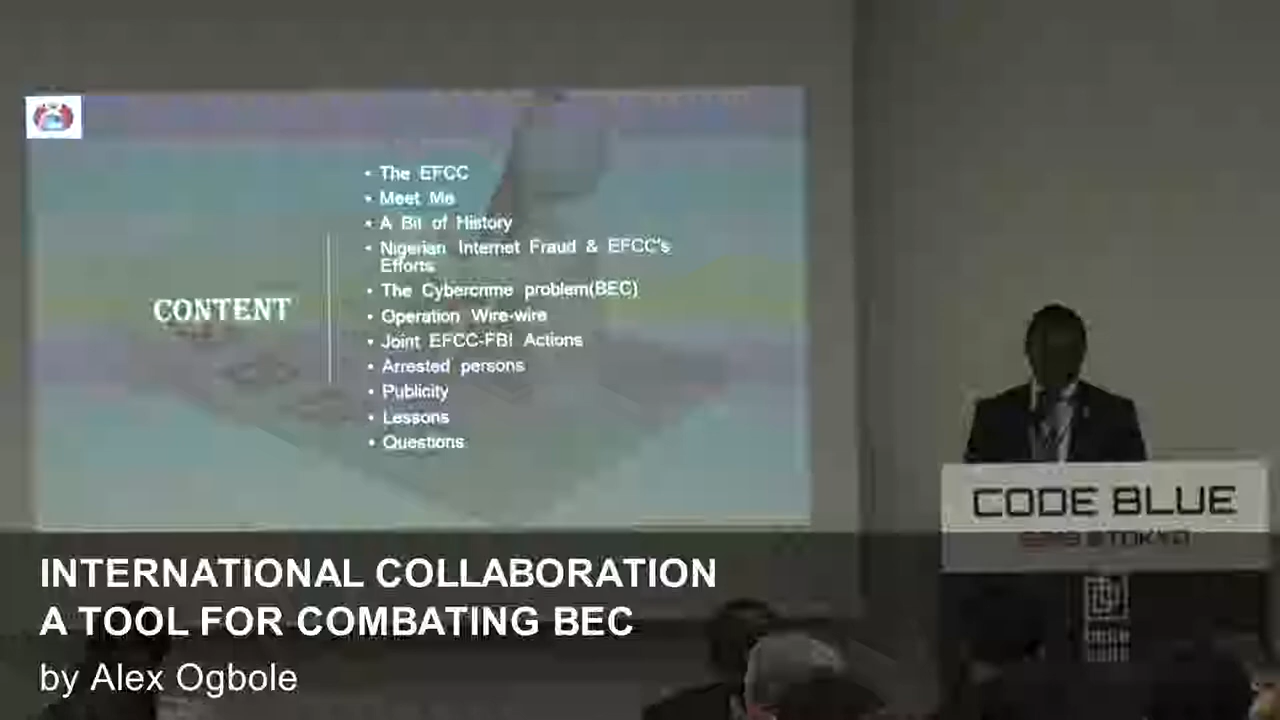 CONTENT
• The EFCC
• Meet Me
• A Bit of History
• Nigerian Internet Fraud & EFCC's
Efforts
• The Cybercrime problem(BEC)
• Operation Wire-wire
• Joint EFCC-FBI Actions
• Arrested persons
• Publicity
• Lessons
• Questions
CODE BLUE
@TOKYO
INTERNATIONAL COLLABORATION
A TOOL FOR COMBATING BEC
by Alex Ogbole